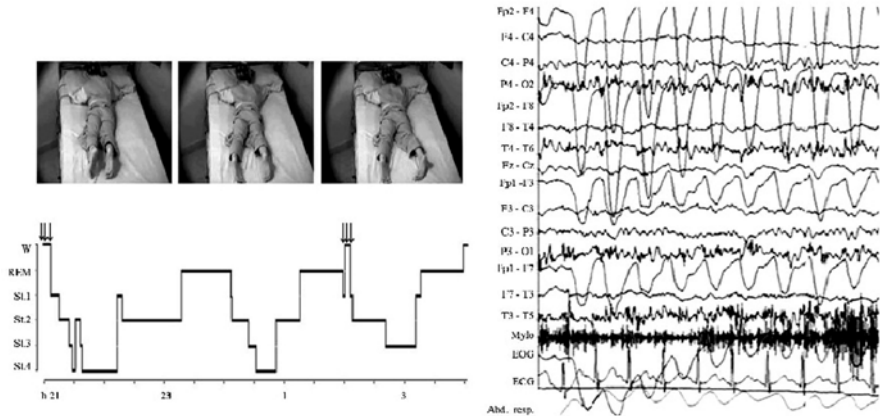 W
REM
St.1
St.2
St.3
St.4
h 21
23
1
3
Fp2 - F4
F4 - C4
C4 - P4
P4 - O2
Fp2 - F8
F8 - T4
T4 - T6
Fz - Cz
Fp1 - F3
F3 - C3
C3 - P3
P3 - O1
Fp1 - F7
F7 - T3
T3 - T5
Mylo
EOG
ECG
Abd. resp.